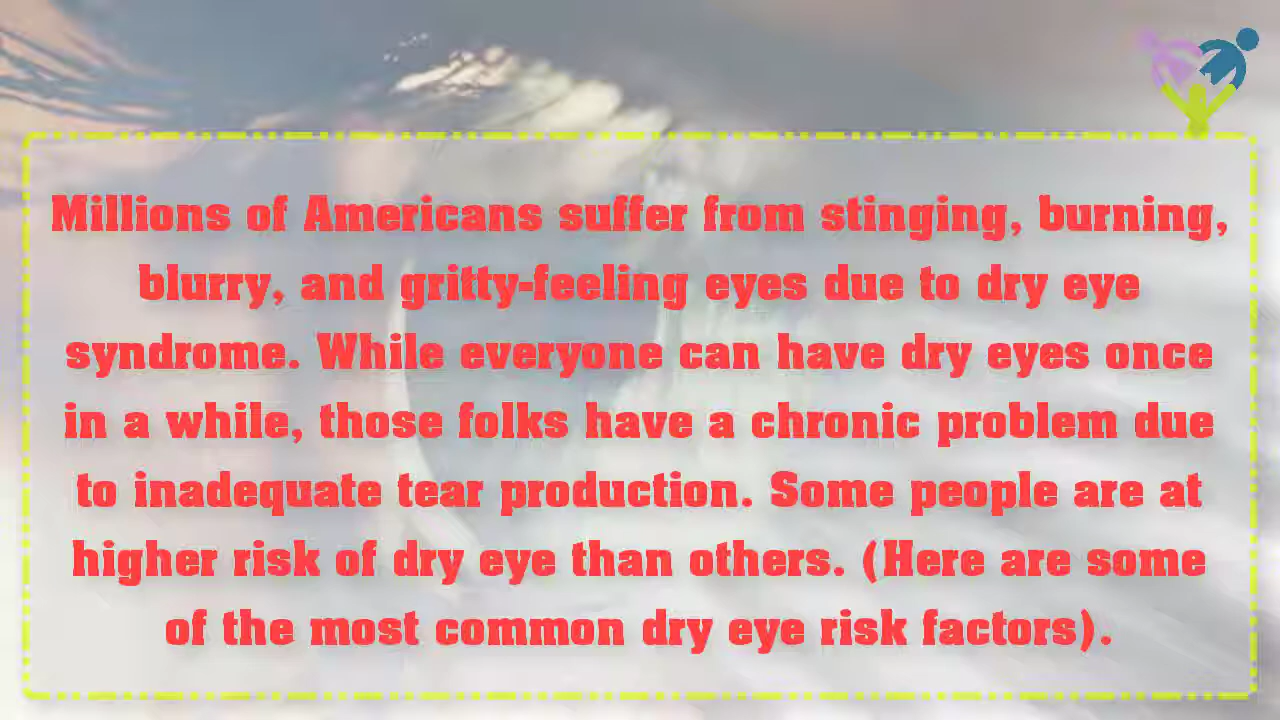 Millions of Americans suffer from stinging, burning,
blurry, and gritty-feeling eyes due to dry eye
syndrome. While everyone can have dry eyes once
in a while, those folks have a chronic problem due
to inadequate tear production. Some people are at
higher risk of dry eye than others. (Here are some
of the most common dry eye risk factors).